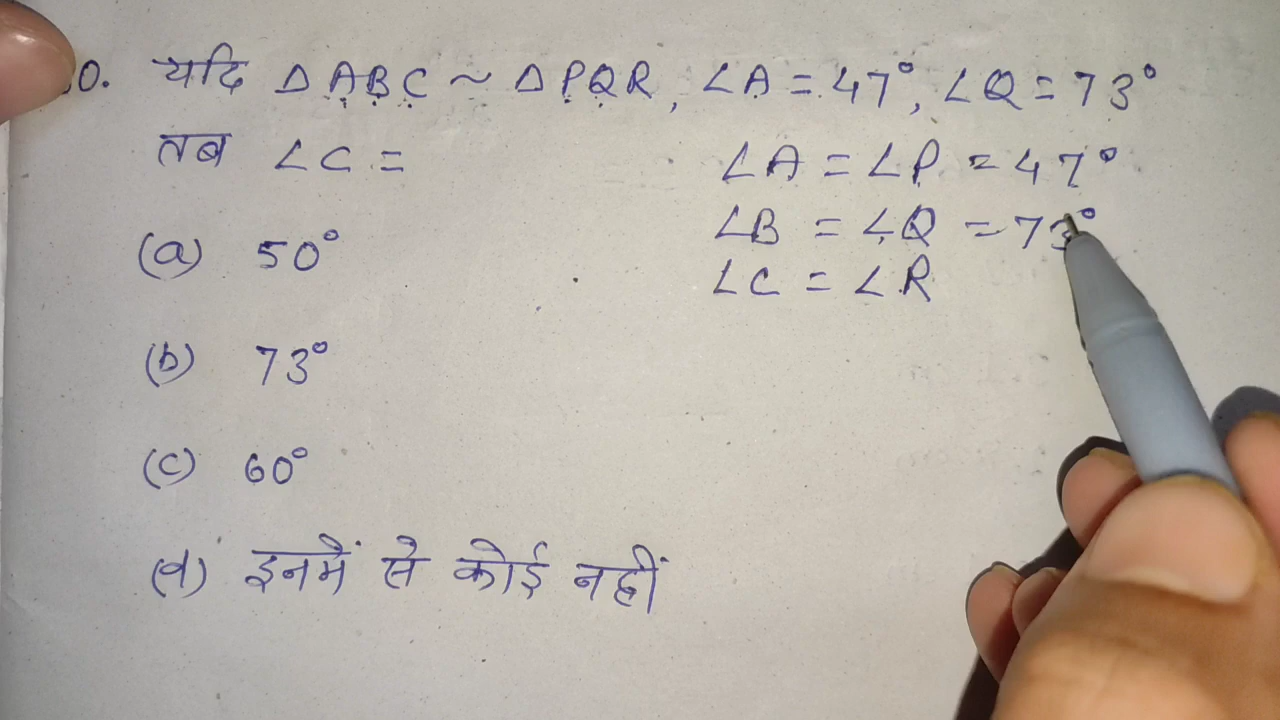 0. यदि ∆ ABC ~ ∆ PQR, ∠A = 47°, ∠Q = 73°
तब ∠C =
∠A = ∠P = 47°
∠B = ∠Q = 73°
∠C = ∠R
(a) 50°
(b) 73°
(c) 60°
(d) इनमें से कोई नहीं